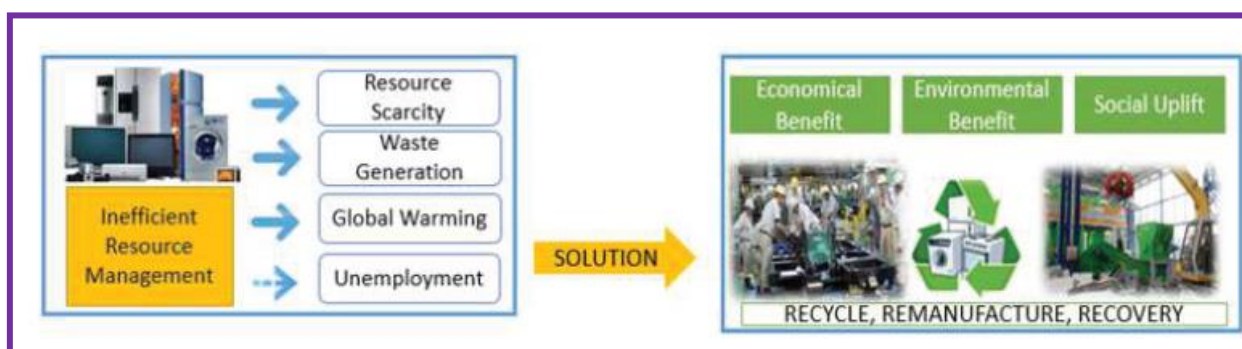 Resource
Scarcity
Waste
Generation
Inefficient
Resource
Management
Global Warming
Unemployment
SOLUTION
Economical
Benefit
Environmental
Benefit
Social Uplift
RECYCLE, REMANUFACTURE, RECOVERY